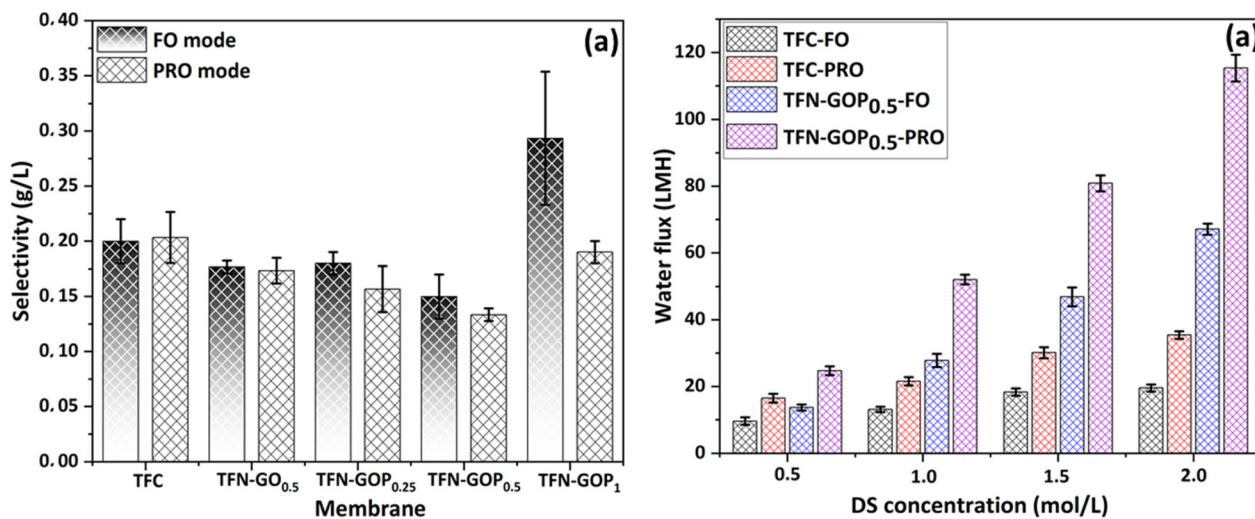 (a)
FO mode
PRO mode
Selectivity (g/L)
0.40
0.35
0.30
0.25
0.20
0.15
0.10
0.05
0.00
TFC
TFN-GO0.5
TFN-GOP0.25
TFN-GOP0.5
TFN-GOP1
Membrane
(a)
TFC-FO
TFC-PRO
TFN-GOP0.5-FO
TFN-GOP0.5-PRO
Water flux (LMH)
120
100
80
60
40
20
0
0.5
1.0
1.5
2.0
DS concentration (mol/L)